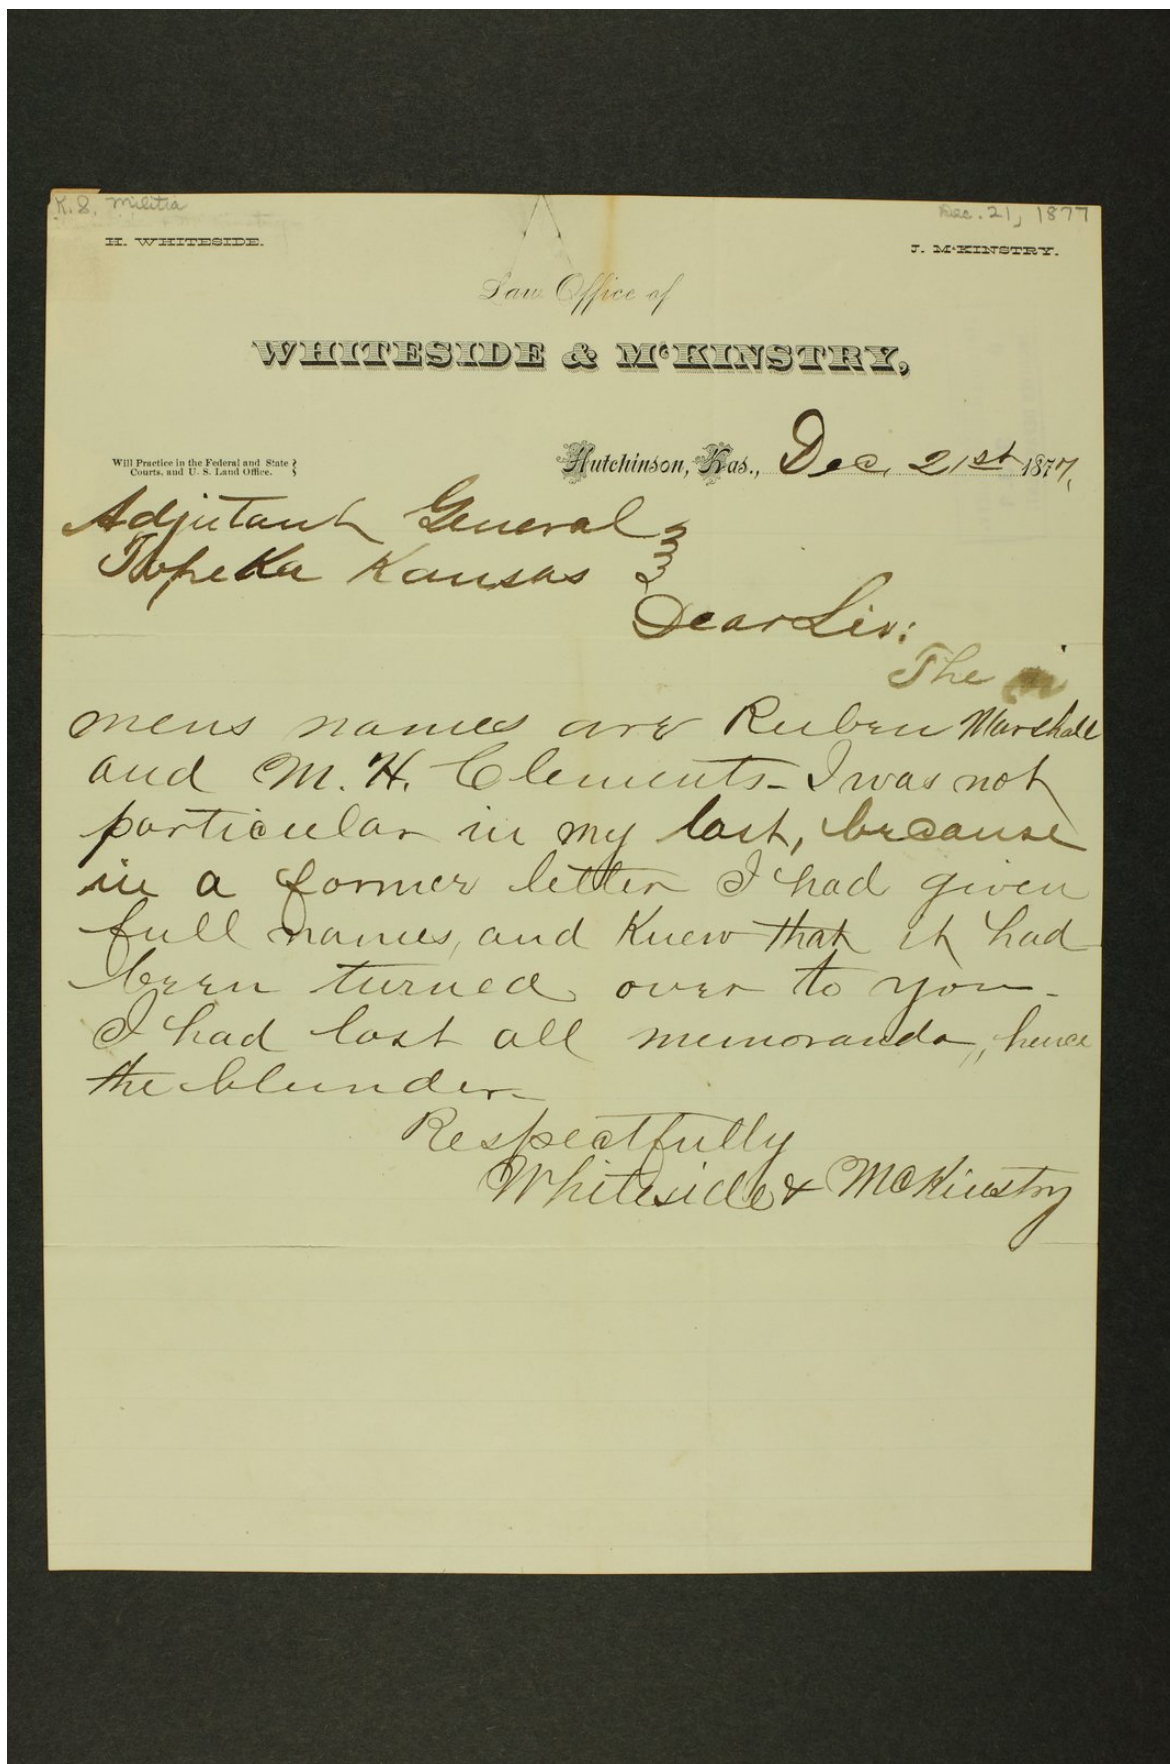 K.S. Militia
Dec. 21, 1877
H. WHITESIDE.
J. McKINSTRY.
Law Office of
WHITESIDE & McKINSTRY,
Will Practice in the Federal and State
Courts, and U. S. Land Office.
Hutchinson, Kas., Dec. 21st 1877,
Adjutant General
Topeka Kansas
Dear Sir:
The
mens names are Ruben Marshall
and M. H. Clements - I was not
particular in my last, because
in a former letter I had given
full names, and knew that it had
been turned over to you -
I had lost all memoranda, hence
the blunder -
Respectfully
Whiteside & McKinstry